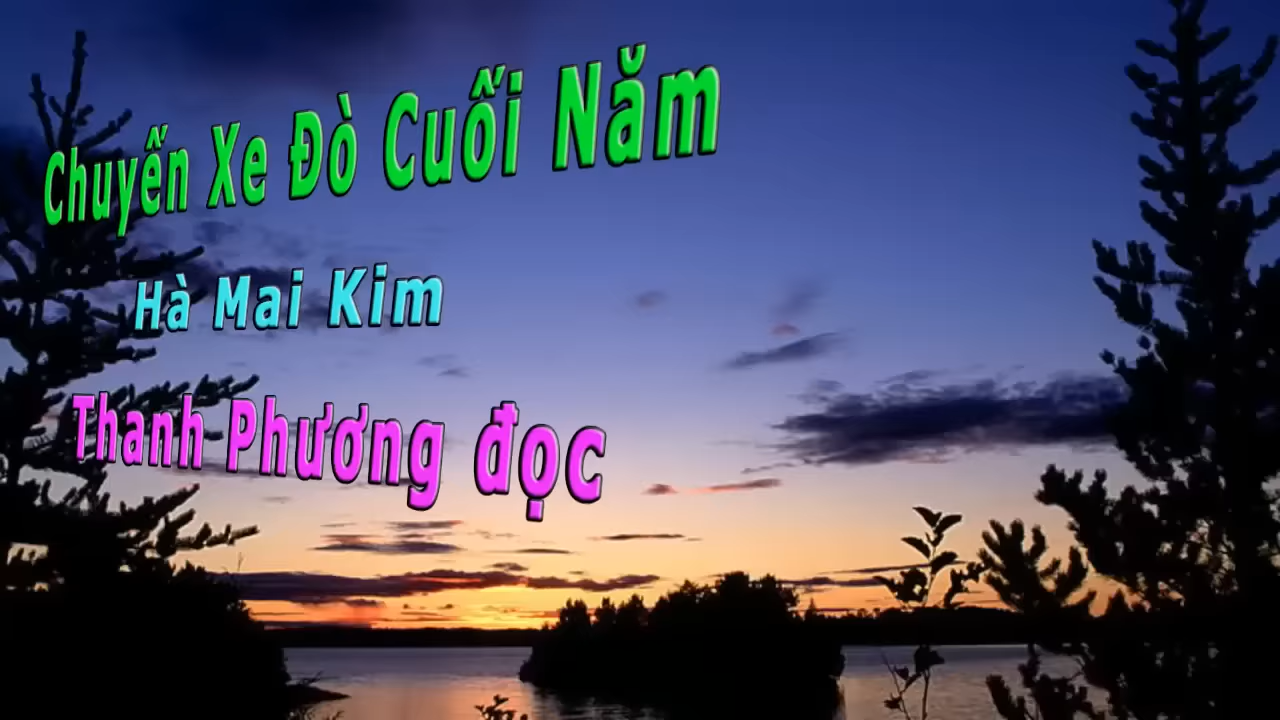 Chuyến Xe Đò Cuối Năm
Hà Mai Kim
Thanh Phương đọc